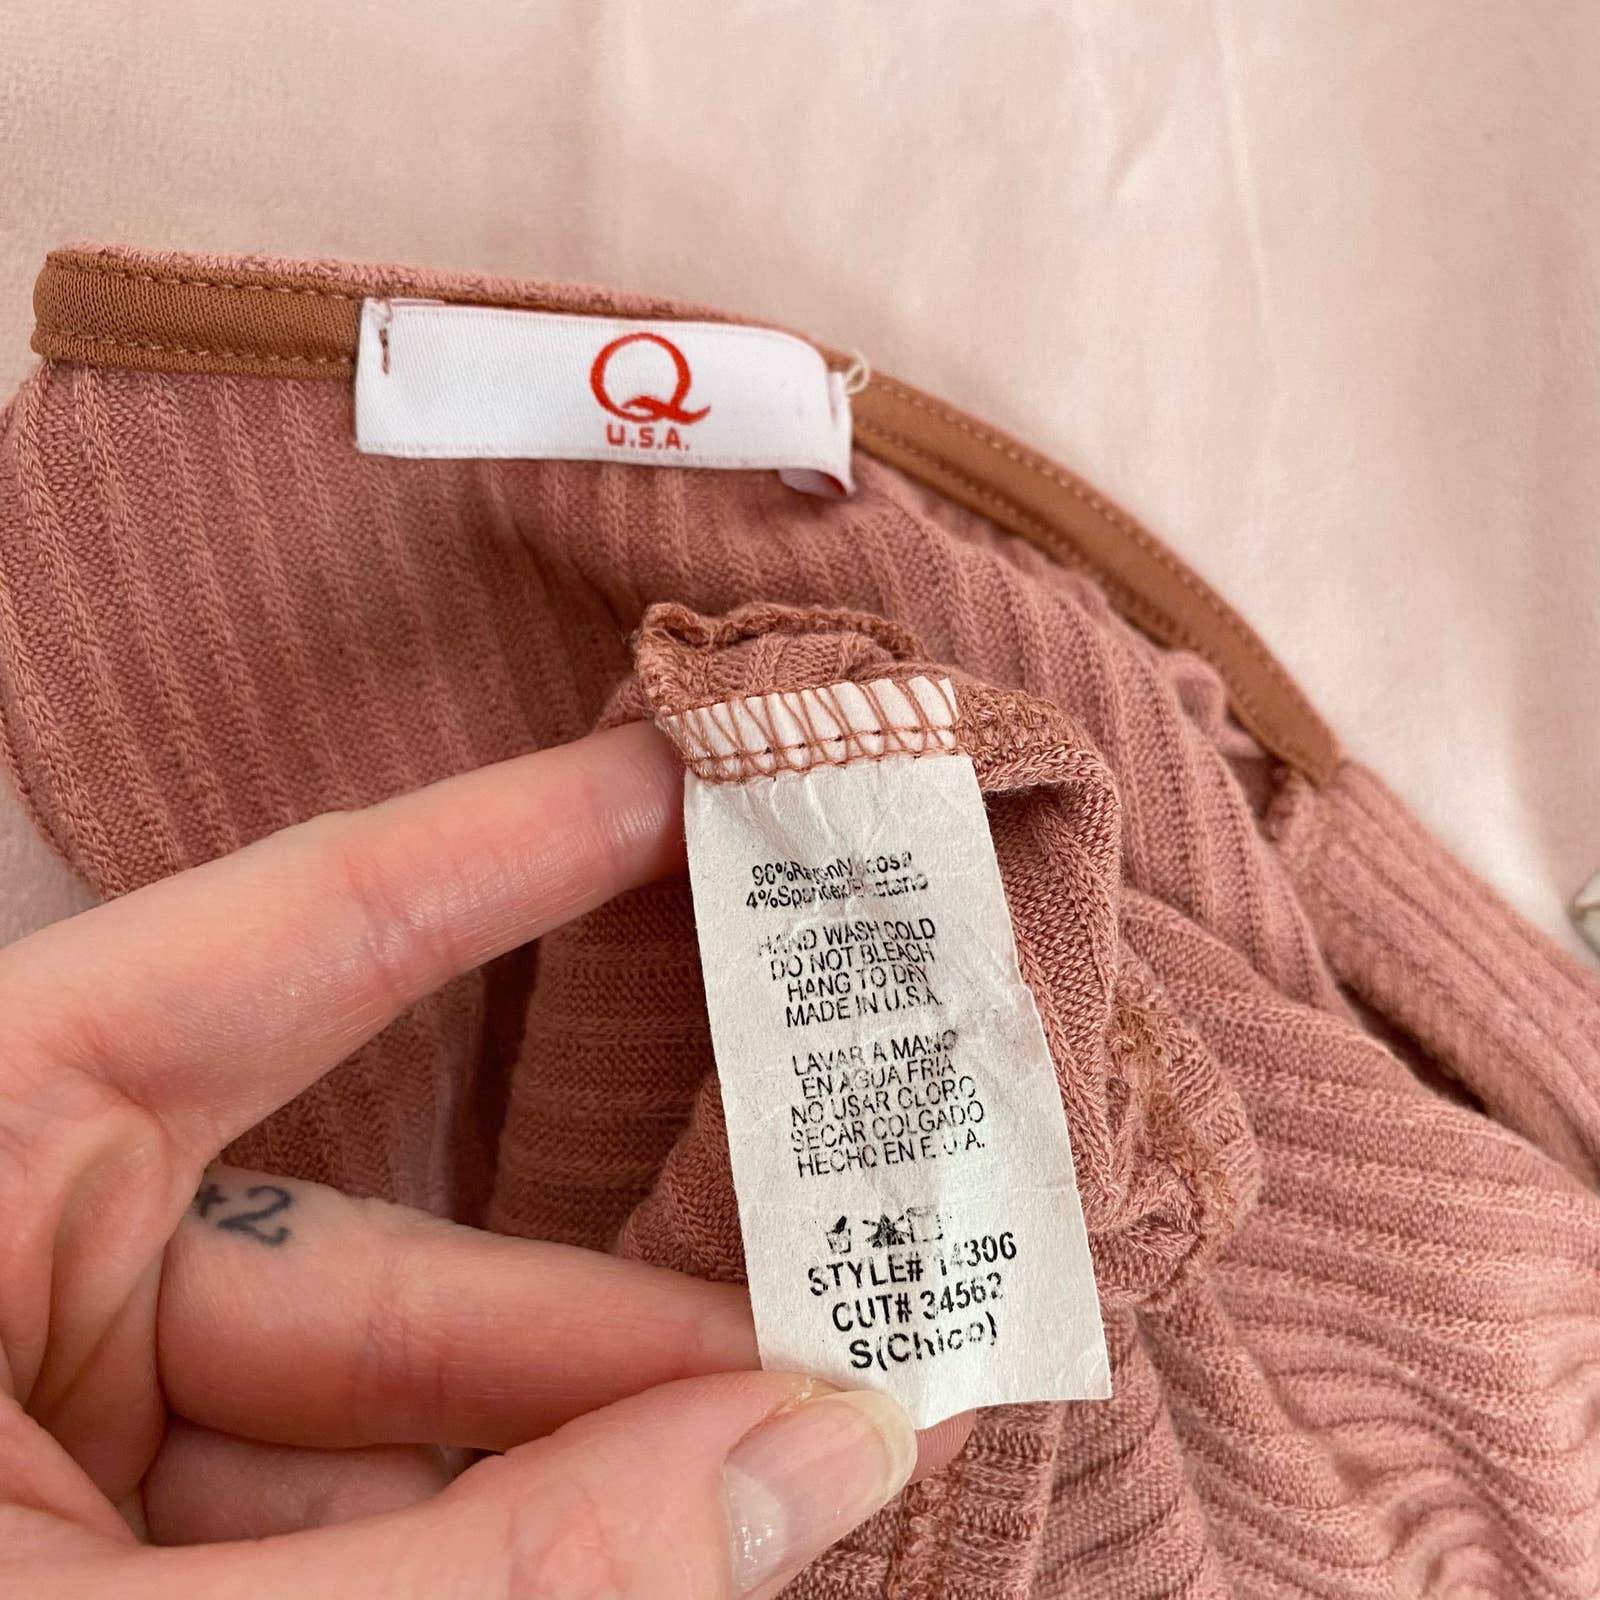 Q
U.S.A.
96%Rayon/Viscosa
4%Spandex/Elastano
HAND WASH COLD
DO NOT BLEACH
HANG TO DRY
MADE IN U.S.A.
LAVAR A MANO
EN AGUA FRIA
NO USAR CLORO
SECAR COLGADO
HECHO EN E.U.A.
STYLE# 14306
CUT# 34562
S(Chico)
+2